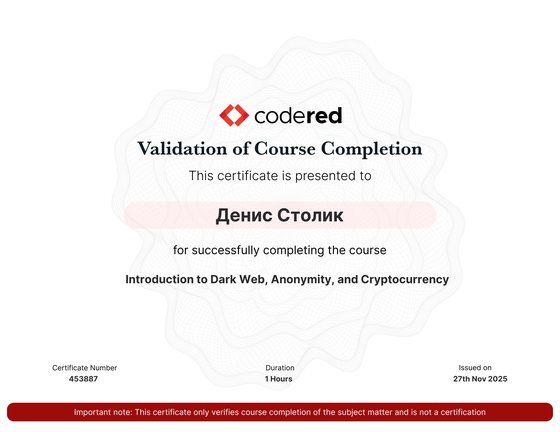 codered
Validation of Course Completion
This certificate is presented to
Денис Столик
for successfully completing the course
Introduction to Dark Web, Anonymity, and Cryptocurrency
Certificate Number
453887
Duration
1 Hours
Issued on
27th Nov 2025
Important note: This certificate only verifies course completion of the subject matter and is not a certification